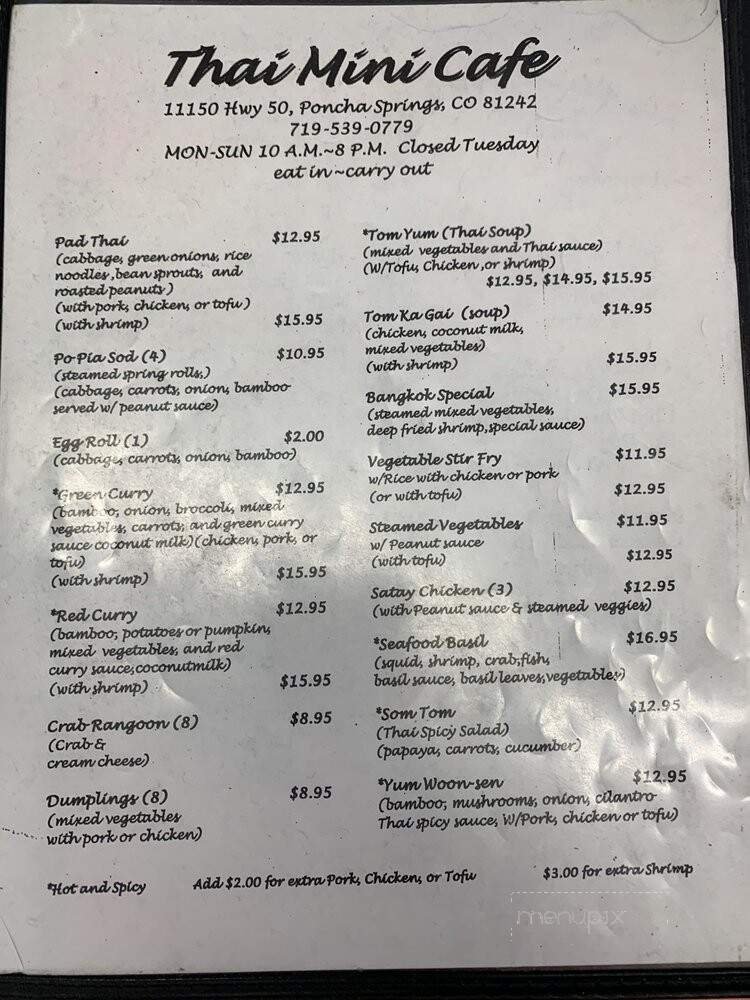 Thai Mini Cafe
11150 Hwy 50, Poncha Springs, CO 81242
719-539-0779
MON-SUN 10 A.M.~8 P.M. Closed Tuesday
eat in ~ carry out
Pad Thai $12.95
(cabbage, green onions, rice
noodles, bean sprouts, and
roasted peanuts)
(with pork, chicken, or tofu)
(with shrimp) $15.95
Po Pia Sod (4) $10.95
(steamed spring rolls,)
(cabbage, carrots, onion, bamboo
served w/ peanut sauce)
Egg Roll (1) $2.00
(cabbage, carrots, onion, bamboo)
*Green Curry $12.95
(bamboo, onion, broccoli, mixed
vegetables, carrots, and green curry
sauce coconut milk)(chicken, pork, or
tofu)
(with shrimp) $15.95
*Red Curry $12.95
(bamboo, potatoes or pumpkin,
mixed vegetables, and red
curry sauce, coconutmilk)
(with shrimp) $15.95
Crab Rangoon (8) $8.95
(Crab &
cream cheese)
Dumplings (8) $8.95
(mixed vegetables
with pork or chicken)
*Tom Yum (Thai Soup)
(mixed vegetables and Thai sauce)
(W/Tofu, Chicken, or shrimp)
$12.95, $14.95, $15.95
Tom Ka Gai (soup) $14.95
(chicken, coconut milk,
mixed vegetables)
(with shrimp) $15.95
Bangkok Special $15.95
(steamed mixed vegetables,
deep fried shrimp, special sauce)
Vegetable Stir Fry $11.95
w/Rice with chicken or pork
(or with tofu) $12.95
Steamed Vegetables $11.95
w/ Peanut sauce
(with tofu) $12.95
Satay Chicken (3) $12.95
(with Peanut sauce & steamed veggies)
*Seafood Basil $16.95
(squid, shrimp, crab, fish,
basil sauce, basil leaves, vegetables)
*Som Tom $12.95
(Thai Spicy Salad)
(papaya, carrots, cucumber)
*Yum Woon-sen $12.95
(bamboo, mushrooms, onion, cilantro
Thai spicy sauce, W/Pork, chicken or tofu)
*Hot and Spicy Add $2.00 for extra Pork, Chicken, or Tofu $3.00 for extra Shrimp
menupix